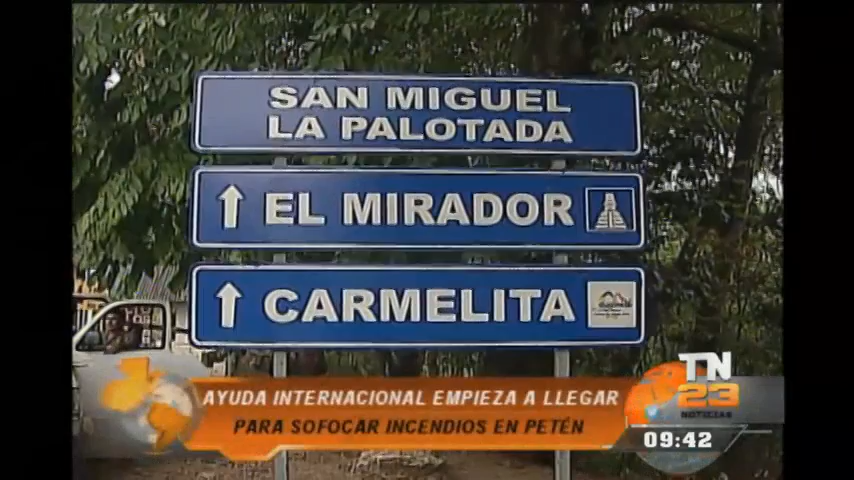 SAN MIGUEL
LA PALOTADA
EL MIRADOR
CARMELITA
AYUDA INTERNACIONAL EMPIEZA A LLEGAR
PARA SOFOCAR INCENDIOS EN PETÉN
TN
23
NOTICIAS
09:42